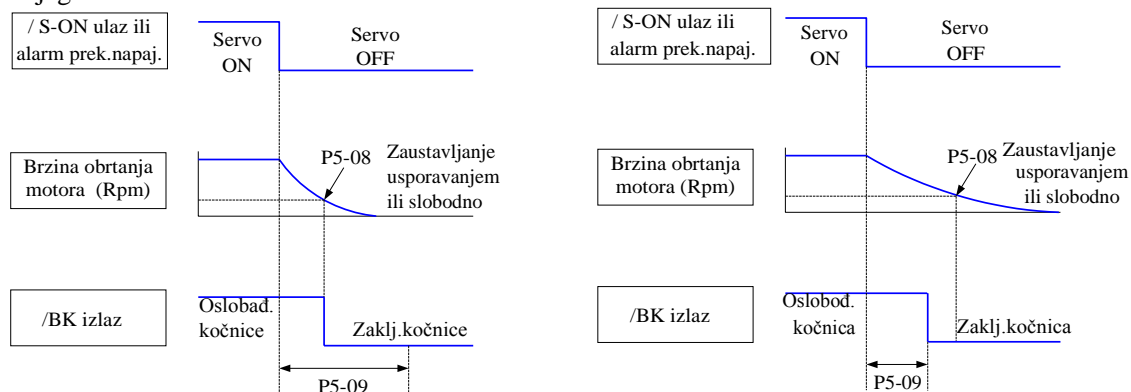 / S-ON ulaz ili
alarm prek.napaj.
Servo
ON
Servo
OFF
Brzina obrtanja
motora (Rpm)
P5-08
Zaustavljanje
usporavanjem
ili slobodno
/BK izlaz
Oslobađ.
kočnice
Zaklj.kočnice
P5-09
/ S-ON ulaz ili
alarm prek.napaj.
Servo
ON
Servo
OFF
Brzina obrtanja
motora (Rpm)
P5-08
Zaustavljanje
usporavanjem
ili slobodno
/BK izlaz
Oslobođ.
kočnica
Zaklj.kočnica
P5-09